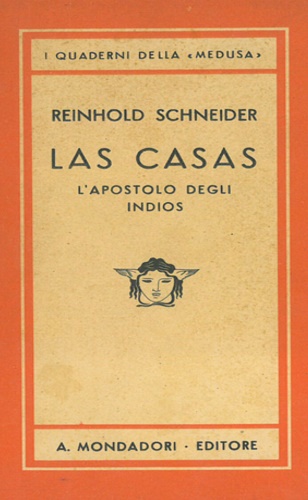 I QUADERNI DELLA «MEDUSA»
REINHOLD SCHNEIDER
LAS CASAS
L'APOSTOLO DEGLI
INDIOS
A. MONDADORI · EDITORE